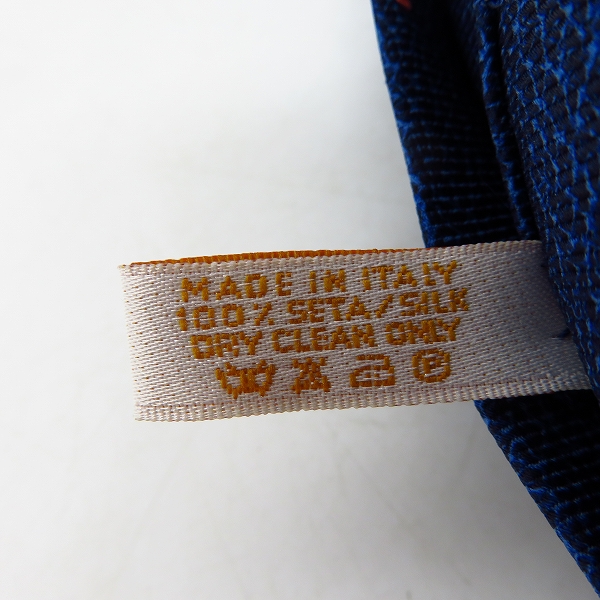 MADE IN ITALY
100% SETA/SILK
DRY CLEAN ONLY
P